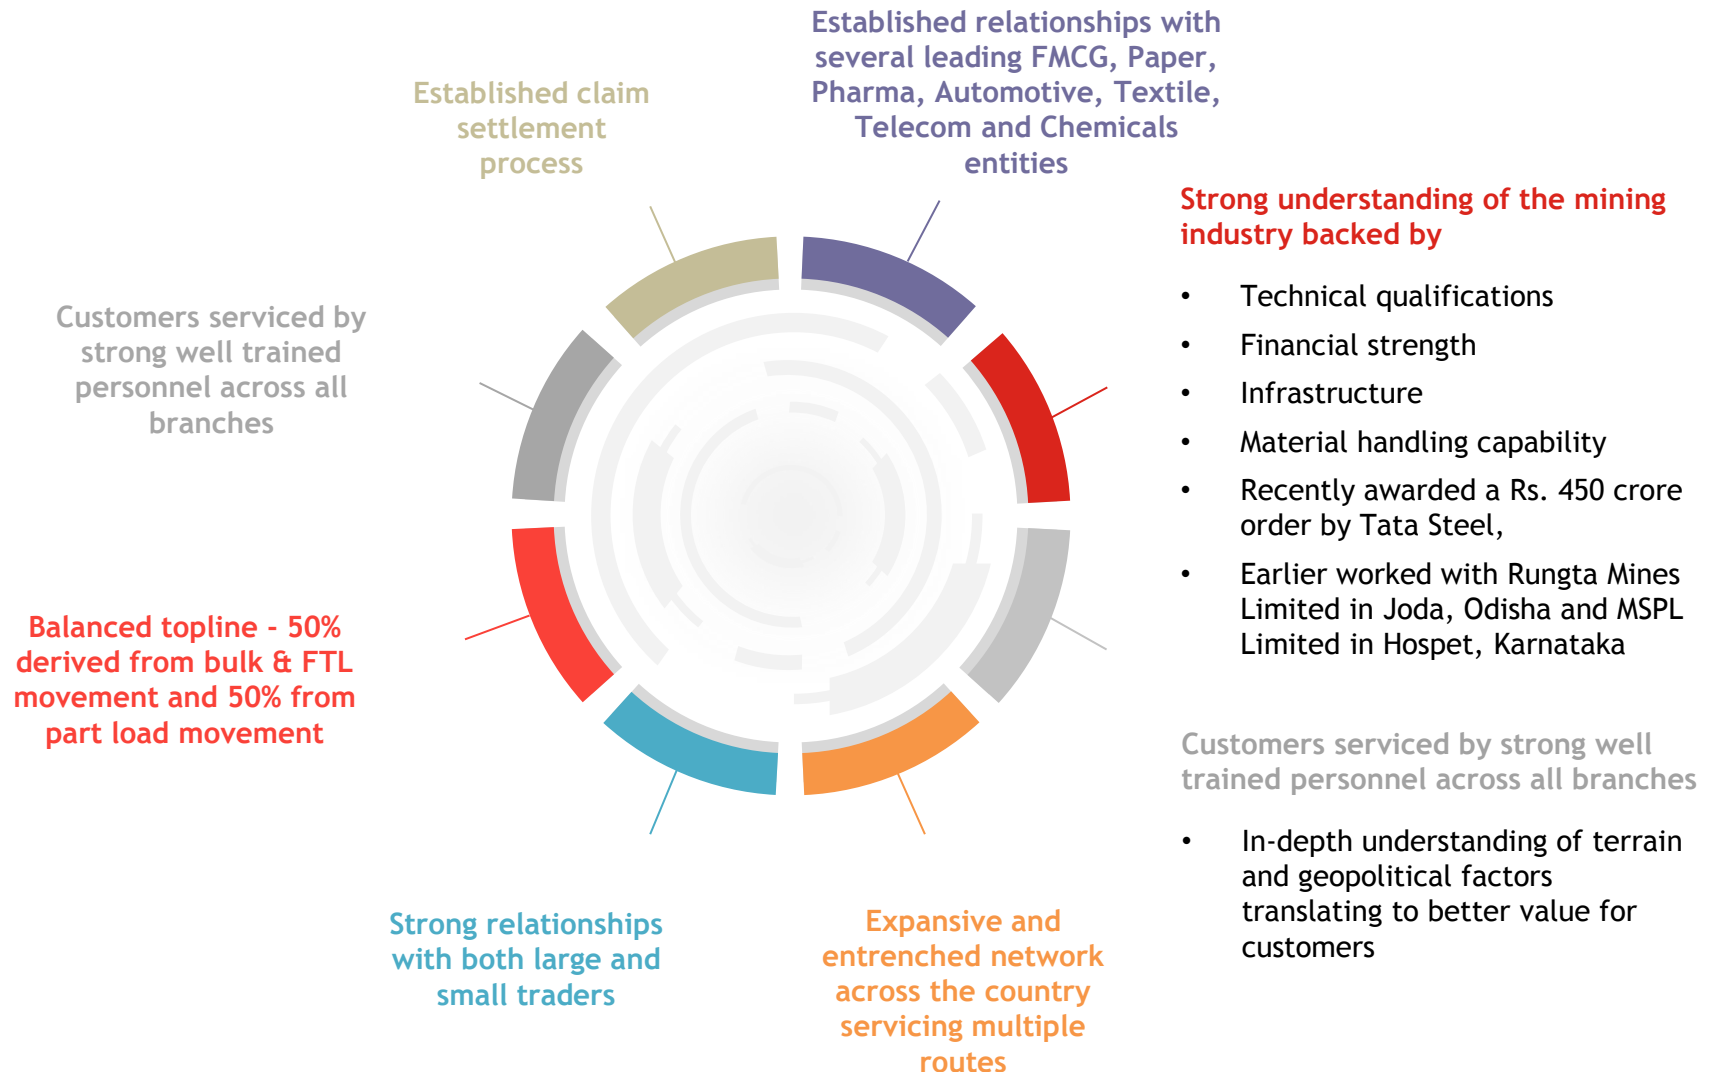 Established relationships with
several leading FMCG, Paper,
Pharma, Automotive, Textile,
Telecom and Chemicals
entities
Established claim
settlement
process
Strong understanding of the mining
industry backed by
• Technical qualifications
• Financial strength
• Infrastructure
• Material handling capability
• Recently awarded a Rs. 450 crore
order by Tata Steel,
• Earlier worked with Rungta Mines
Limited in Joda, Odisha and MSPL
Limited in Hospet, Karnataka
Customers serviced by
strong well trained
personnel across all
branches
Balanced topline - 50%
derived from bulk & FTL
movement and 50% from
part load movement
Customers serviced by strong well
trained personnel across all branches
• In-depth understanding of terrain
and geopolitical factors
translating to better value for
customers
Strong relationships
with both large and
small traders
Expansive and
entrenched network
across the country
servicing multiple
routes